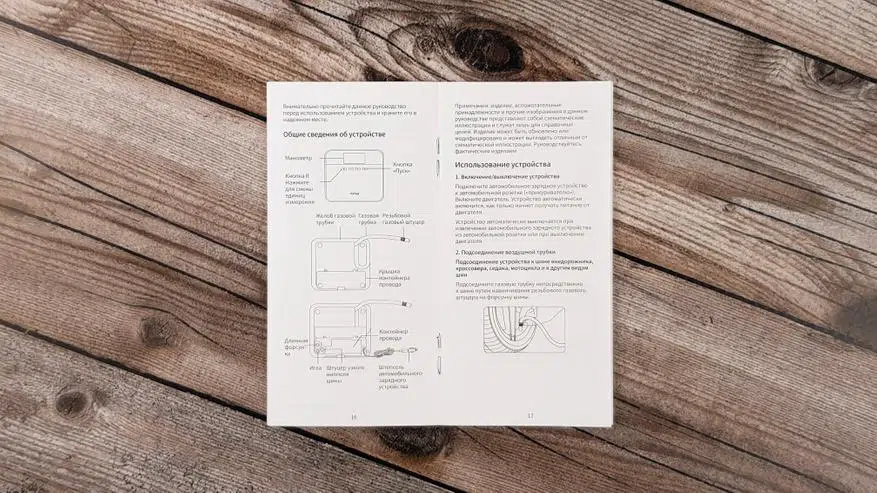 Внимательно прочитайте данное руководство
перед использованием устройства и храните его в
надежном месте.
Общие сведения об устройстве
Манометр
Кнопка
«Пуск»
Кнопка R
Нажмите
для смены
единиц
измерения
Желоб газовой
трубки
Газовая
трубка
Резьбовой
газовый штуцер
Крышка
контейнера
провода
Длинная
форсун-
ка
Контейнер
провода
Игла
Штуцер узкого
шины
Штепсель
автомобильного
зарядного
устройства
16
Примечания: изделие, вспомогательные
принадлежности и прочие изображения в данном
руководстве представляют собой схематические
иллюстрации и служат лишь для справочных
целей. Изделие может быть обновлено или
модифицировано и может выглядеть отличным от
схематической иллюстрации. Руководствуйтесь
фактическим изделием.
Использование устройства
1. Включение/выключение устройства
Подключите автомобильное зарядное устройство
к автомобильной розетке («прикуривателю»).
Включите двигатель. Устройство автоматически
включится, как только начнет получать питание от
двигателя.
Устройство автоматически выключается при
извлечении автомобильного зарядного устройства
из автомобильной розетки или при выключении
двигателя.
2. Подсоединение воздушной трубки
Подсоединение устройства к шине внедорожника,
кроссовера, седана, мотоцикла и к другим видам
шин
Подсоедините газовую трубку непосредственно
к шине путем навинчивания резьбового газового
штуцера на форсунку шины.
17